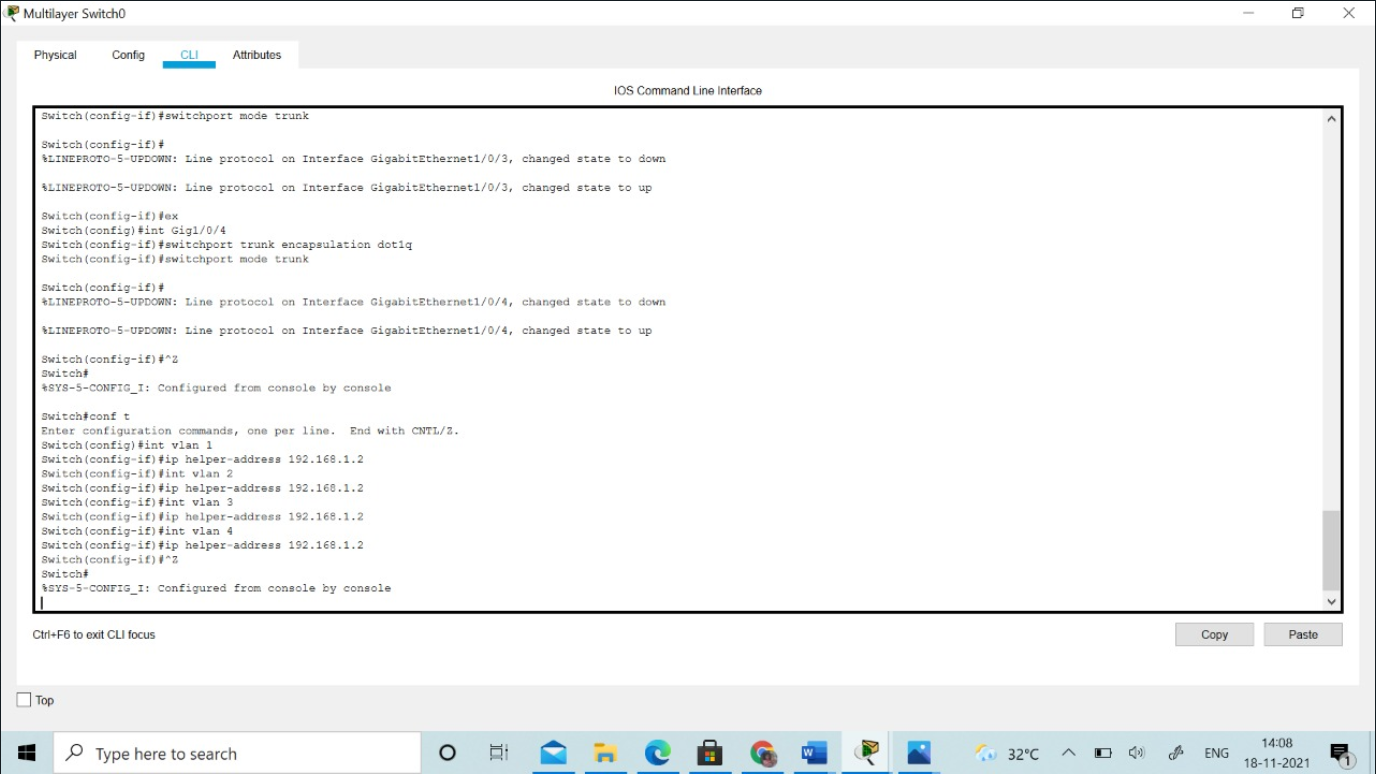 Multilayer Switch0
Physical Config CLI Attributes
IOS Command Line Interface
Switch(config-if)#switchport mode trunk
Switch(config-if)#
%LINEPROTO-5-UPDOWN: Line protocol on Interface GigabitEthernet1/0/3, changed state to down
%LINEPROTO-5-UPDOWN: Line protocol on Interface GigabitEthernet1/0/3, changed state to up
Switch(config-if)#ex
Switch(config)#int Gig1/0/4
Switch(config-if)#switchport trunk encapsulation dot1q
Switch(config-if)#switchport mode trunk
Switch(config-if)#
%LINEPROTO-5-UPDOWN: Line protocol on Interface GigabitEthernet1/0/4, changed state to down
%LINEPROTO-5-UPDOWN: Line protocol on Interface GigabitEthernet1/0/4, changed state to up
Switch(config-if)#^Z
Switch#
%SYS-5-CONFIG_I: Configured from console by console
Switch#conf t
Enter configuration commands, one per line.  End with CNTL/Z.
Switch(config)#int vlan 1
Switch(config-if)#ip helper-address 192.168.1.2
Switch(config-if)#int vlan 2
Switch(config-if)#ip helper-address 192.168.1.2
Switch(config-if)#int vlan 3
Switch(config-if)#ip helper-address 192.168.1.2
Switch(config-if)#int vlan 4
Switch(config-if)#ip helper-address 192.168.1.2
Switch(config-if)#^Z
Switch#
%SYS-5-CONFIG_I: Configured from console by console
Ctrl+F6 to exit CLI focus
Copy Paste
Top
Type here to search
32°C
ENG
14:08
18-11-2021
1